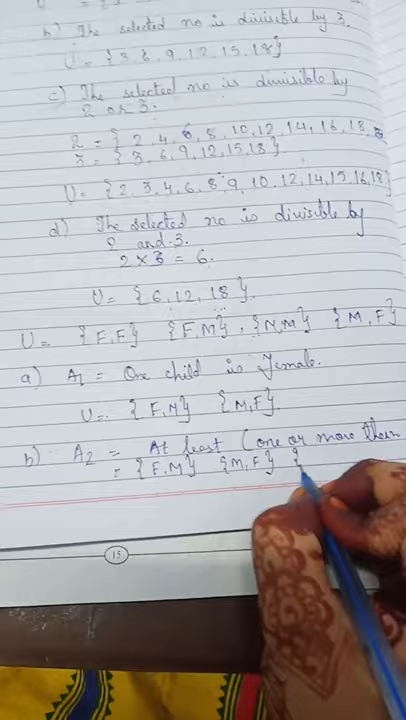 b) The selected no is divisible by 3.
U = {3, 6, 9, 12, 15, 18}
c) The selected no is divisible by
2 or 3.
2 = { 2, 4, 6, 8, 10, 12, 14, 16, 18,
3 = { 3, 6, 9, 12, 15, 18 }
U = { 2, 3, 4, 6, 8, 9, 10, 12, 14, 15, 16, 18 }
d) The selected no is divisible by
2 and 3.
2 × 3 = 6.
U = { 6, 12, 18 }.
U = { F, F } { F, M }, { M, M } { M, F }
a) A1 = One child is Female.
U = { F, M } { M, F }.
b) A2 = At least (one or more than
= { F, M } { M, F } {
15